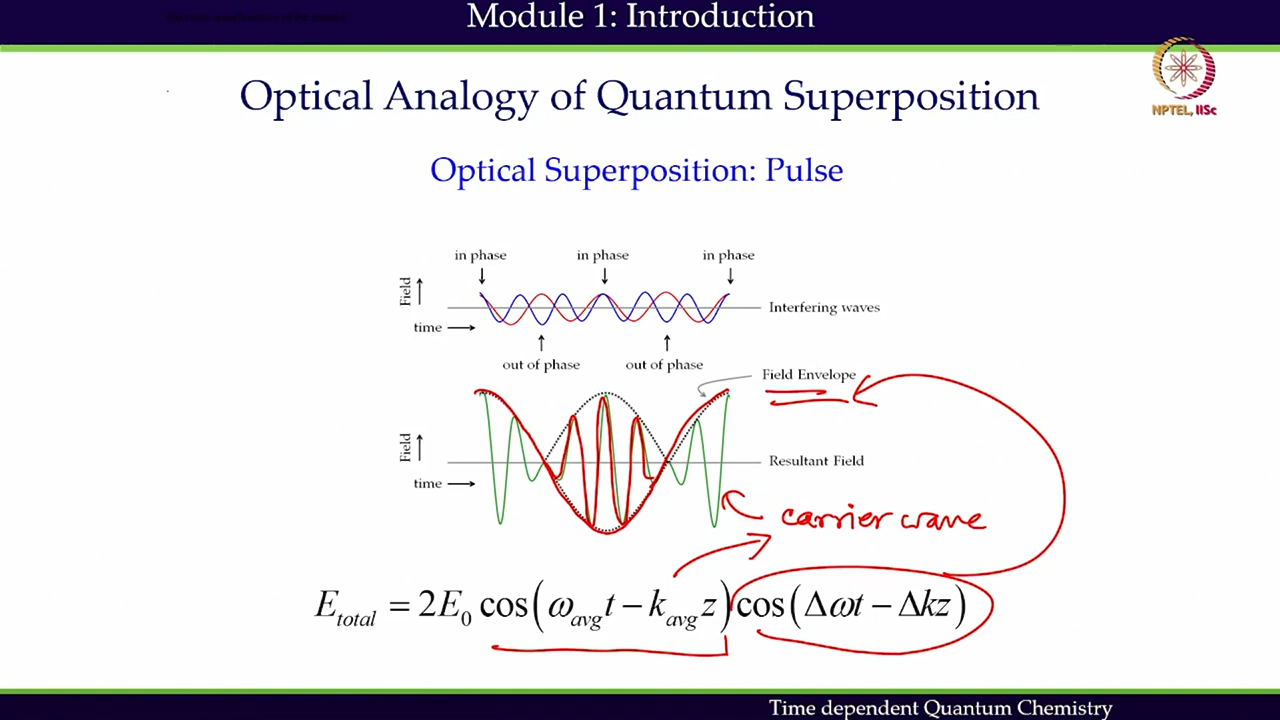 Module 1: Introduction
Optical Analogy of Quantum Superposition
NPTEL, IISc
Optical Superposition: Pulse
in phase in phase in phase
Field
Interfering waves
time
out of phase out of phase
Field Envelope
Field
Resultant Field
time
carrier wave
E_total = 2E_0 cos(ω_avg t − k_avg z) cos(Δωt − Δkz)
Time dependent Quantum Chemistry